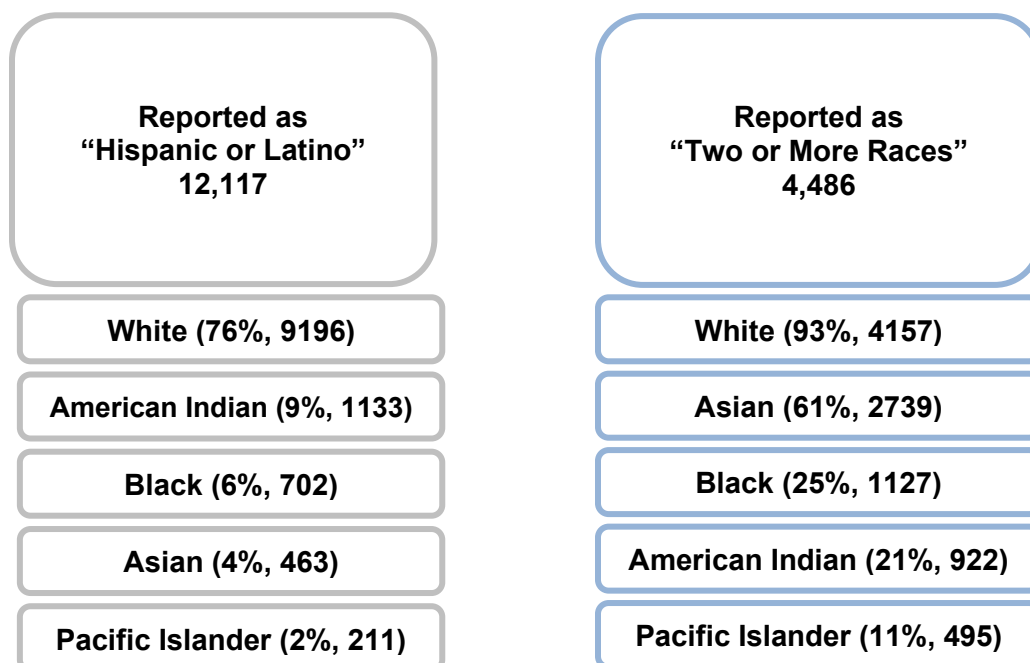 Reported as
“Hispanic or Latino”
12,117
White (76%, 9196)
American Indian (9%, 1133)
Black (6%, 702)
Asian (4%, 463)
Pacific Islander (2%, 211)
Reported as
“Two or More Races”
4,486
White (93%, 4157)
Asian (61%, 2739)
Black (25%, 1127)
American Indian (21%, 922)
Pacific Islander (11%, 495)